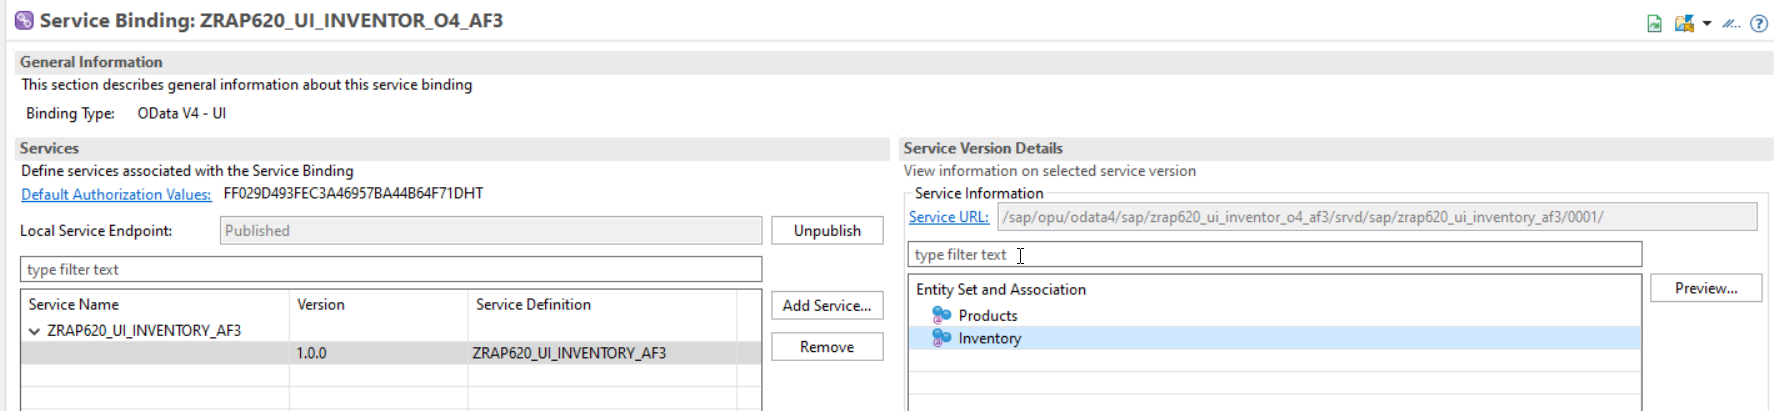 Service Binding: ZRAP620_UI_INVENTOR_O4_AF3
General Information
This section describes general information about this service binding
Binding Type: OData V4 - UI
Services
Define services associated with the Service Binding
Default Authorization Values: FF029D493FEC3A46957BA44B64F71DHT
Local Service Endpoint: Published Unpublish
type filter text
Service Name Version Service Definition Add Service...
ZRAP620_UI_INVENTORY_AF3
1.0.0 ZRAP620_UI_INVENTORY_AF3 Remove
Service Version Details
View information on selected service version
Service Information
Service URL: /sap/opu/odata4/sap/zrap620_ui_inventor_o4_af3/srvd/sap/zrap620_ui_inventory_af3/0001/
type filter text
Entity Set and Association Preview...
Products
Inventory